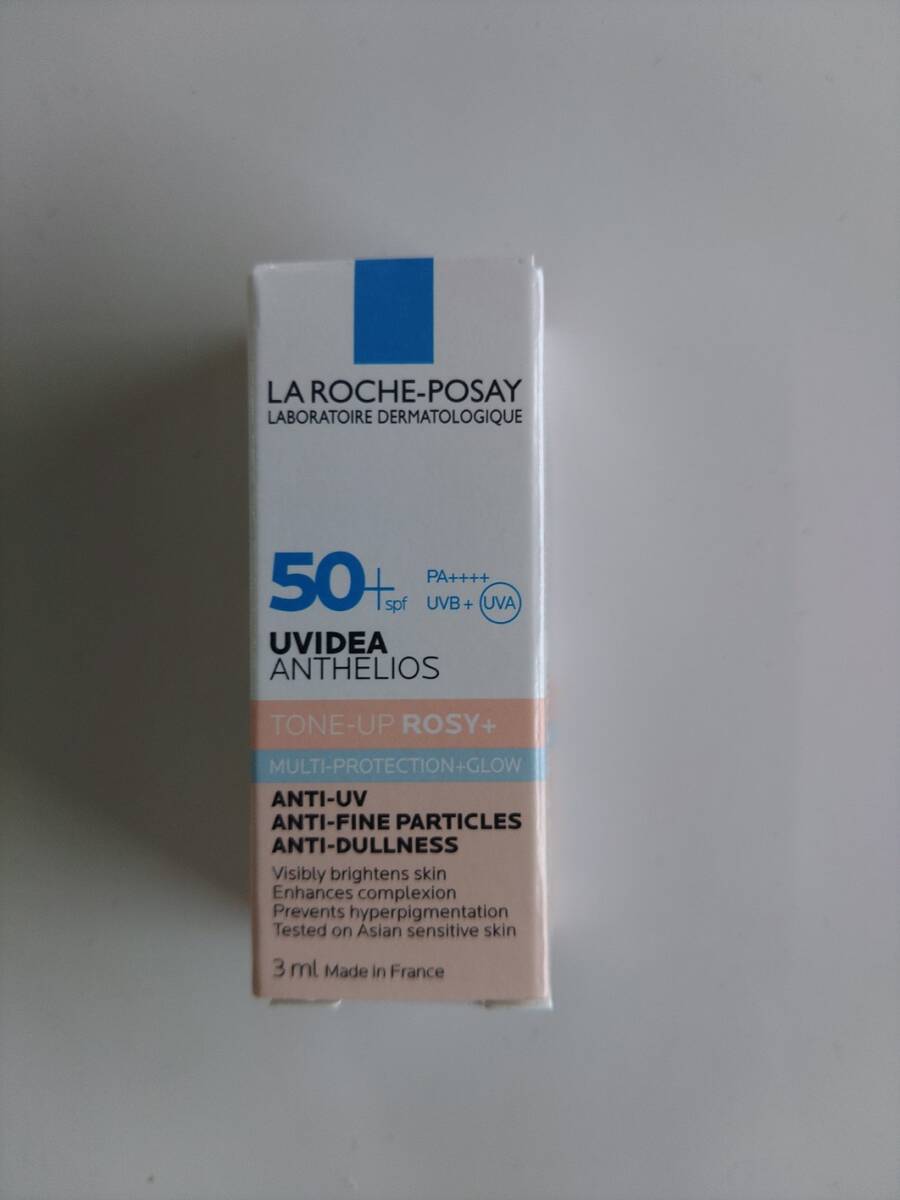 LA ROCHE-POSAY
LABORATOIRE DERMATOLOGIQUE
50+ spf
PA++++
UVB + UVA
UVIDEA
ANTHELIOS
TONE-UP ROSY+
MULTI-PROTECTION+GLOW
ANTI-UV
ANTI-FINE PARTICLES
ANTI-DULLNESS
Visibly brightens skin
Enhances complexion
Prevents hyperpigmentation
Tested on Asian sensitive skin
3 ml Made in France